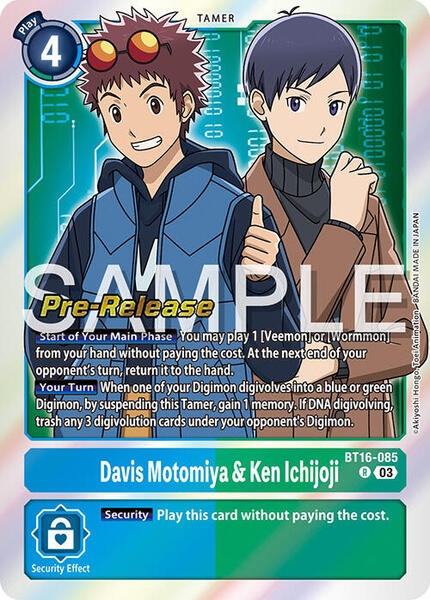 TAMER
Play
4
SAMPLE
Pre-Release
Start of Your Main Phase You may play 1 [Veemon] or [Wormmon]
from your hand without paying the cost. At the next end of your
opponent's turn, return it to the hand.
Your Turn When one of your Digimon digivolves into a blue or green
Digimon, by suspending this Tamer, gain 1 memory. If DNA digivolving,
trash any 3 digivolution cards under your opponent's Digimon.
©Akiyoshi Hongo, Toei Animation, BANDAI MADE IN JAPAN
BT16-085
Davis Motomiya & Ken Ichijoji
R 03
Security Play this card without paying the cost.
Security Effect